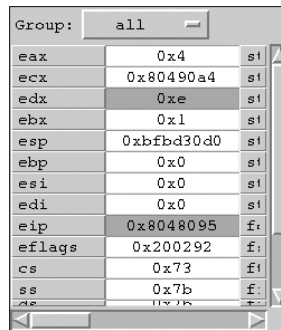 Group: all
eax 0x4
ecx 0x80490a4
edx 0xe
ebx 0x1
esp 0xbfbd30d0
ebp 0x0
esi 0x0
edi 0x0
eip 0x8048095
eflags 0x200292
cs 0x73
ss 0x7b